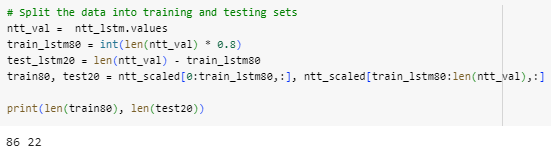 # Split the data into training and testing sets
ntt_val =  ntt_lstm.values
train_lstm80 = int(len(ntt_val) * 0.8)
test_lstm20 = len(ntt_val) - train_lstm80
train80, test20 = ntt_scaled[0:train_lstm80,:], ntt_scaled[train_lstm80:len(ntt_val),:]
print(len(train80), len(test20))
86 22